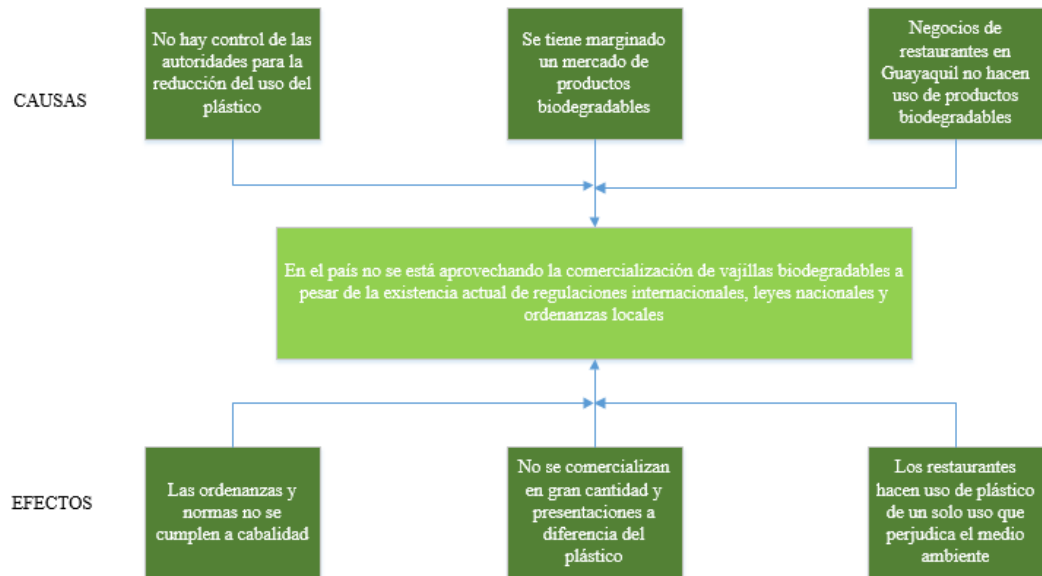 No hay control de las
autoridades para la
reducción del uso del
plástico
Se tiene marginado
un mercado de
productos
biodegradables
Negocios de
restaurantes en
Guayaquil no hacen
uso de productos
biodegradables
CAUSAS
En el país no se está aprovechando la comercialización de vajillas biodegradables a
pesar de la existencia actual de regulaciones internacionales, leyes nacionales y
ordenanzas locales
EFECTOS
Las ordenanzas y
normas no se
cumplen a cabalidad
No se comercializan
en gran cantidad y
presentaciones a
diferencia del
plástico
Los restaurantes
hacen uso de plástico
de un solo uso que
perjudica el medio
ambiente